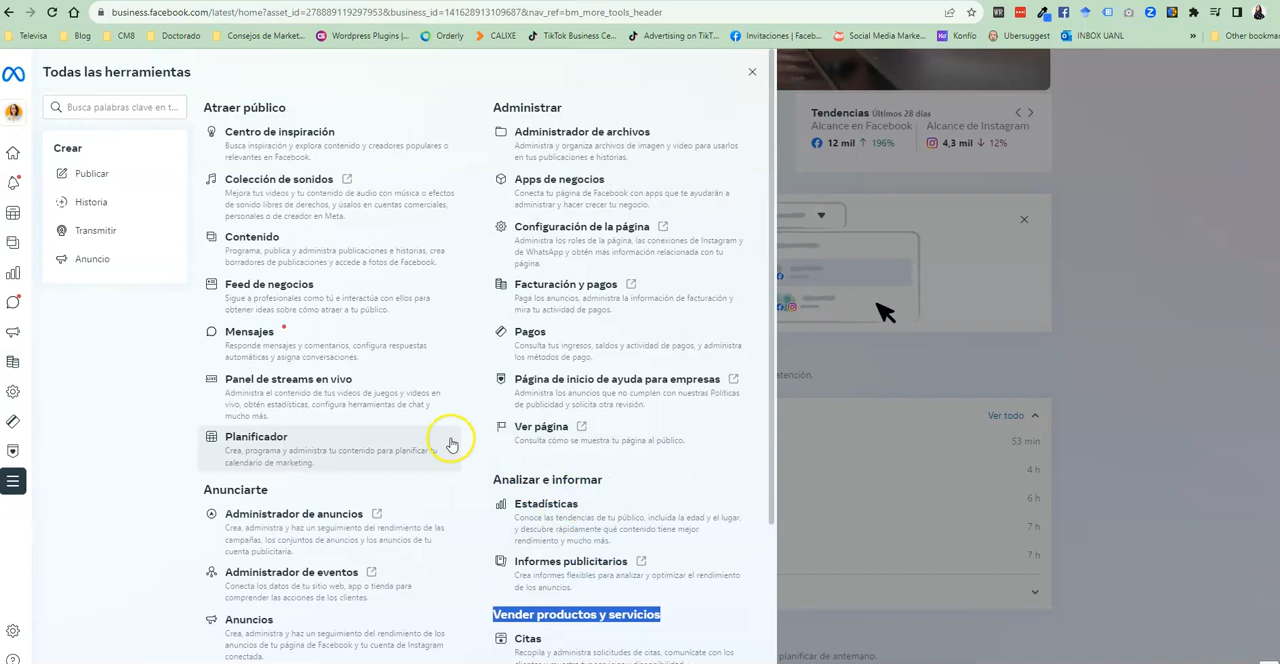 business.facebook.com/latest/home?asset_id=278889119297953&business_id=141628913109687&nav_ref=bm_more_tools_header
Televisa
Blog
CM8
Doctorado
Consejos de Market...
Wordpress Plugins |...
Orderly
CALIXE
TikTok Business Ce...
Advertising on TikT...
Invitaciones | Faceb...
Social Media Marke...
Konfío
Ubersuggest
INBOX UANL
»
Other bookmar
Todas las herramientas
Busca palabras clave en t...
Crear
Publicar
Historia
Transmitir
Anuncio
Atraer público
Centro de inspiración
Busca inspiración y explora contenido y creadores populares o
relevantes en Facebook.
Colección de sonidos
Mejora tus videos y tu contenido de audio con música o efectos
de sonido libres de derechos, y úsalos en cuentas comerciales,
personales o de creador en Meta.
Contenido
Programa, publica y administra publicaciones e historias, crea
borradores de publicaciones y accede a fotos de Facebook.
Feed de negocios
Sigue a profesionales como tú e interactúa con ellos para
obtener ideas sobre cómo atraer a tu público.
Mensajes
Responde mensajes y comentarios, configura respuestas
automáticas y asigna conversaciones.
Panel de streams en vivo
Administra el contenido de tus videos de juegos y videos en
vivo, obtén estadísticas, configura herramientas de chat y
mucho más.
Planificador
Crea, programa y administra tu contenido para planificar tu
calendario de marketing.
Anunciarte
Administrador de anuncios
Crea, administra y haz un seguimiento del rendimiento de las
campañas, los conjuntos de anuncios y los anuncios de tu
cuenta publicitaria.
Administrador de eventos
Conecta los datos de tu sitio web, app o tienda para
comprender las acciones de los clientes.
Anuncios
Crea, administra y haz un seguimiento del rendimiento de los
anuncios de tu página de Facebook y tu cuenta de Instagram
conectada.
Administrar
Administrador de archivos
Administra y organiza archivos de imagen y video para usarlos
en tus publicaciones e historias.
Apps de negocios
Conecta tu página de Facebook con apps que te ayudarán a
administrar y hacer crecer tu negocio.
Configuración de la página
Administra los roles de la página, las conexiones de Instagram y
de WhatsApp y obtén más información relacionada con tu
página.
Facturación y pagos
Paga los anuncios, administra la información de facturación y
mira tu actividad de pagos.
Pagos
Consulta tus ingresos, saldos y actividad de pagos, y administra
los métodos de pago.
Página de inicio de ayuda para empresas
Administra los anuncios que no cumplen con nuestras Políticas
de publicidad y solicita otra revisión.
Ver página
Consulta cómo se muestra tu página al público.
Analizar e informar
Estadísticas
Conoce las tendencias de tu público, incluida la edad y el lugar,
y descubre rápidamente qué contenido tiene mejor
rendimiento y mucho más.
Informes publicitarios
Crea informes flexibles para analizar y optimizar el rendimiento
de los anuncios.
Vender productos y servicios
Citas
Recopila y administra solicitudes de citas, comunícate con los
Tendencias Últimos 28 días
Alcance en Facebook
12 mil ↑ 196%
Alcance de Instagram
4,3 mil ↓ 12%
atención.
Ver todo
53 min
4 h
6 h
7 h
7 h
planificar de antemano.